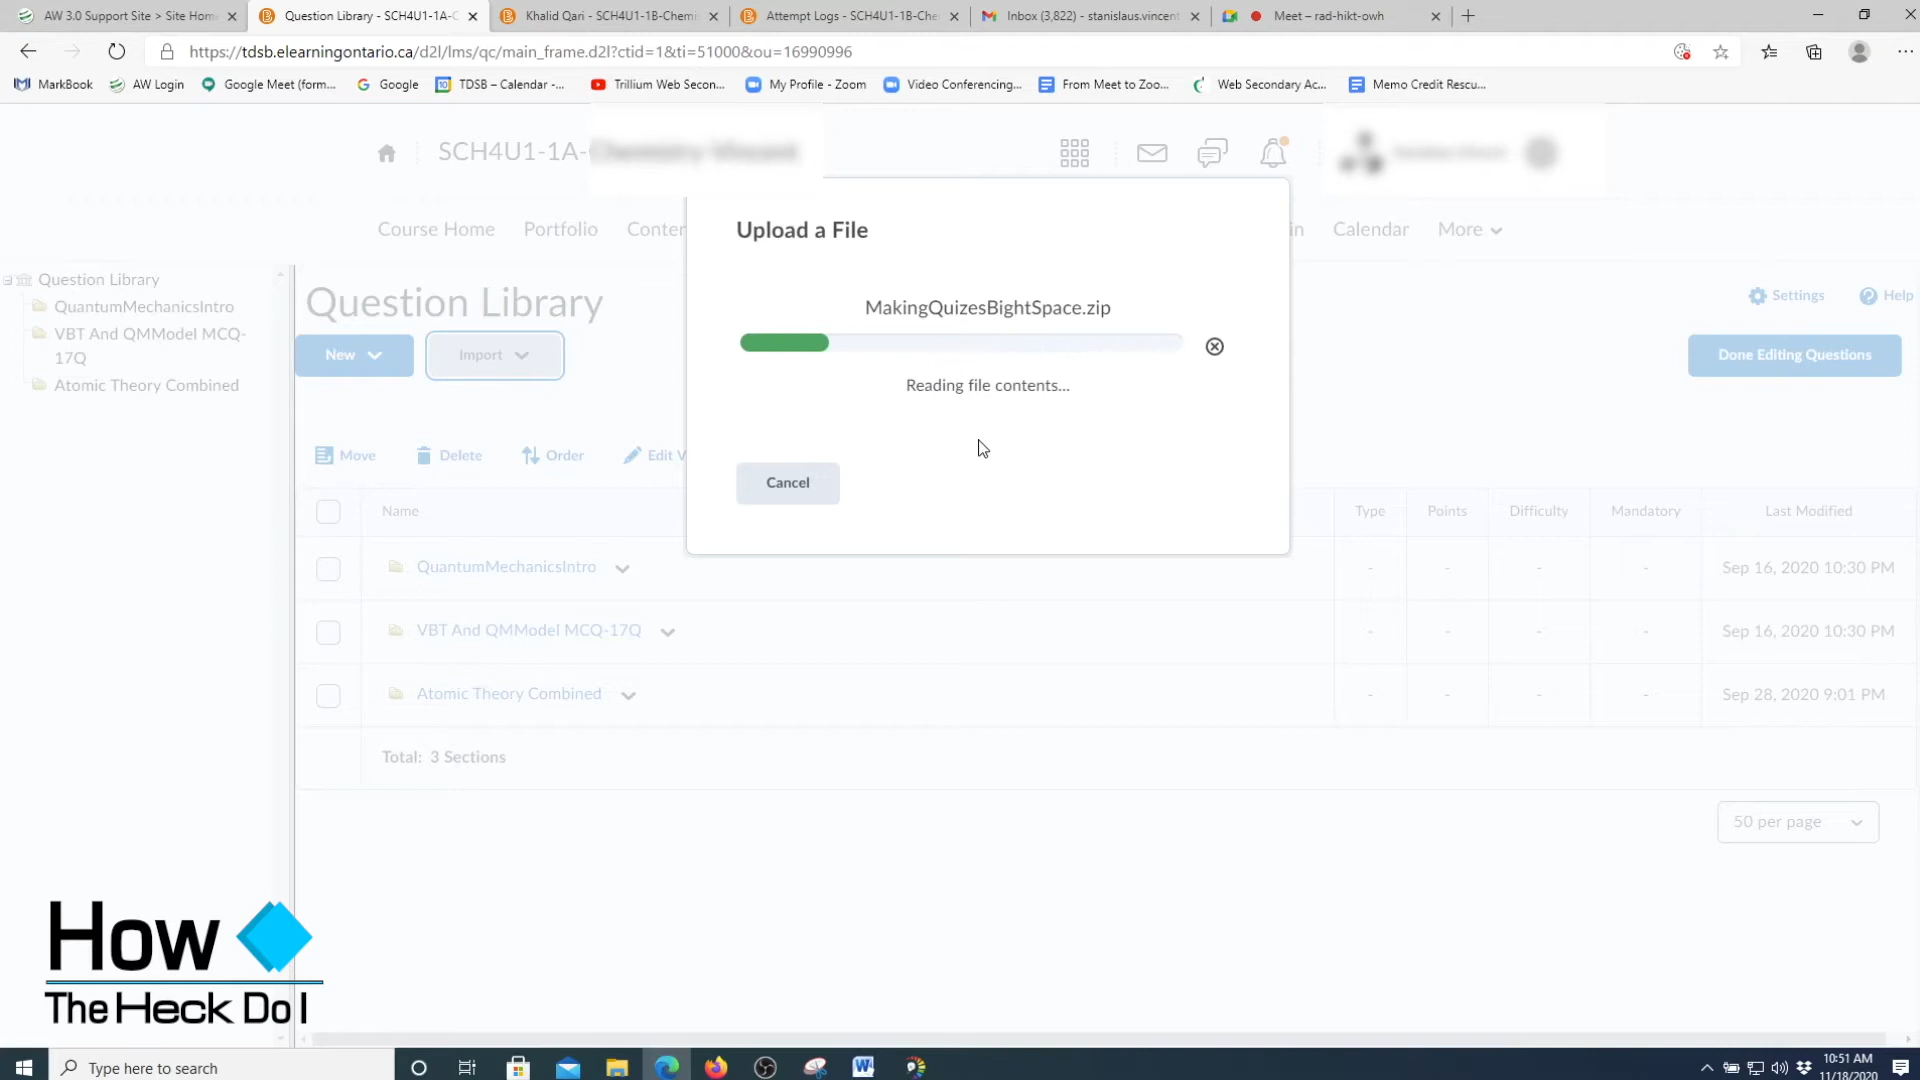 AW 3.0 Support Site > Site Home
Question Library - SCH4U1-1A-C
Khalid Qari - SCH4U1-1B-Chemis
Attempt Logs - SCH4U1-1B-Che
Inbox (3,822) - stanislaus.vincent
Meet – rad-hikt-owh
https://tdsb.elearningontario.ca/d2l/lms/qc/main_frame.d2l?ctid=1&ti=51000&ou=16990996
MarkBook
AW Login
Google Meet (form...
Google
TDSB – Calendar -...
Trillium Web Secon...
My Profile - Zoom
Video Conferencing...
From Meet to Zoo...
Web Secondary Ac...
Memo Credit Rescu...
SCH4U1-1A-Chemistry-Vincent
Course Home
Portfolio
Conten
in
Calendar
More
Upload a File
MakingQuizesBightSpace.zip
Reading file contents...
Cancel
Question Library
QuantumMechanicsIntro
VBT And QMModel MCQ-
17Q
Atomic Theory Combined
Question Library
Settings
Help
New
Import
Done Editing Questions
Move
Delete
Order
Edit V
Name
Type
Points
Difficulty
Mandatory
Last Modified
QuantumMechanicsIntro
- - - -
Sep 16, 2020 10:30 PM
VBT And QMModel MCQ-17Q
- - - -
Sep 16, 2020 10:30 PM
Atomic Theory Combined
- - - -
Sep 28, 2020 9:01 PM
Total: 3 Sections
50 per page
How
The Heck Do I
Type here to search
10:51 AM
11/18/2020